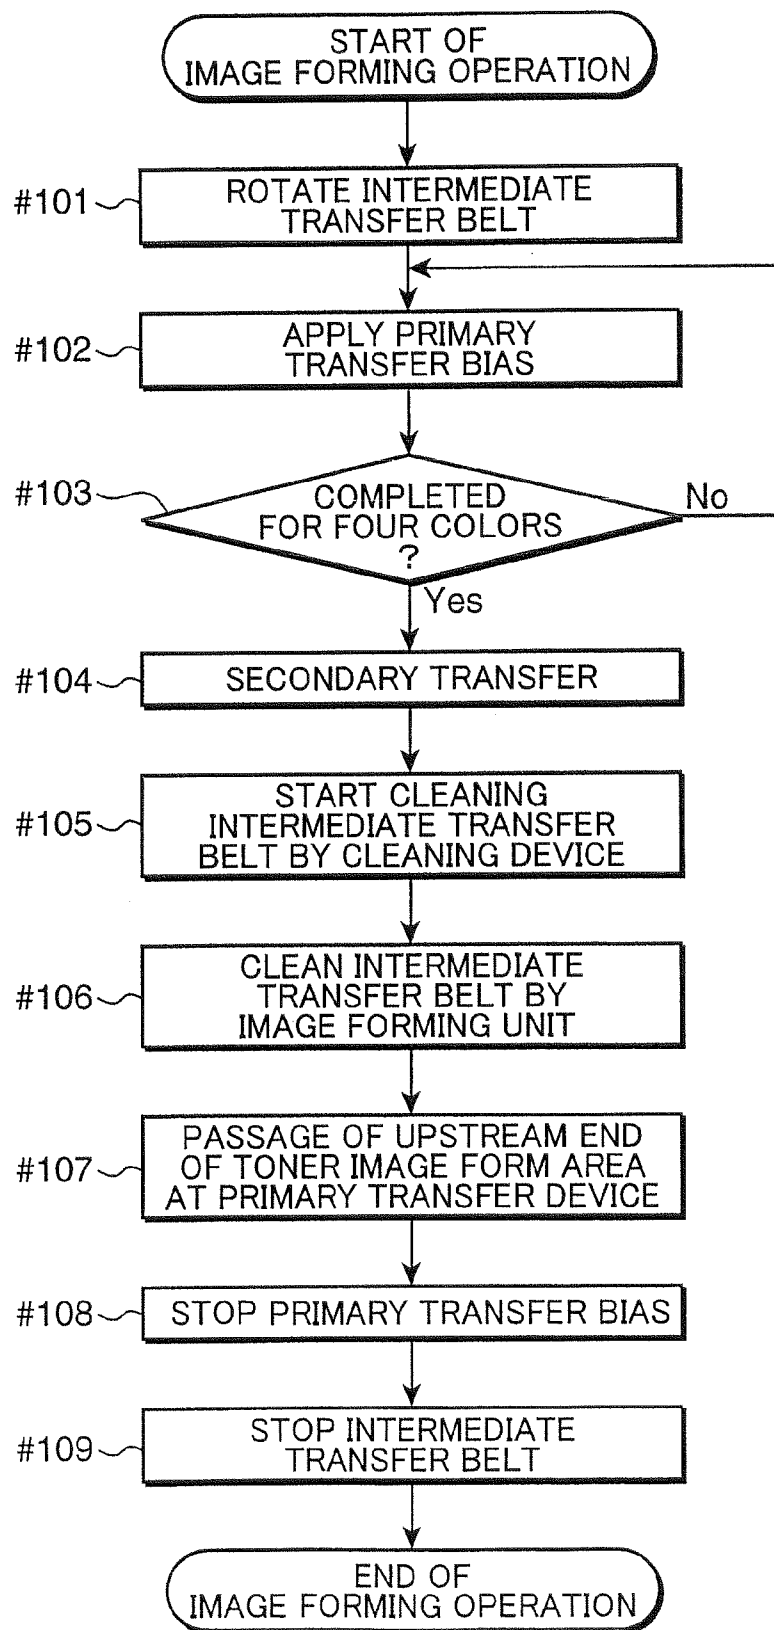 START OF
IMAGE FORMING OPERATION
#101
ROTATE INTERMEDIATE
TRANSFER BELT
#102
APPLY PRIMARY
TRANSFER BIAS
#103
COMPLETED
FOR FOUR COLORS
?
No
Yes
#104
SECONDARY TRANSFER
#105
START CLEANING
INTERMEDIATE TRANSFER
BELT BY CLEANING DEVICE
#106
CLEAN INTERMEDIATE
TRANSFER BELT BY
IMAGE FORMING UNIT
#107
PASSAGE OF UPSTREAM END
OF TONER IMAGE FORM AREA
AT PRIMARY TRANSFER DEVICE
#108
STOP PRIMARY TRANSFER BIAS
#109
STOP INTERMEDIATE
TRANSFER BELT
END OF
IMAGE FORMING OPERATION